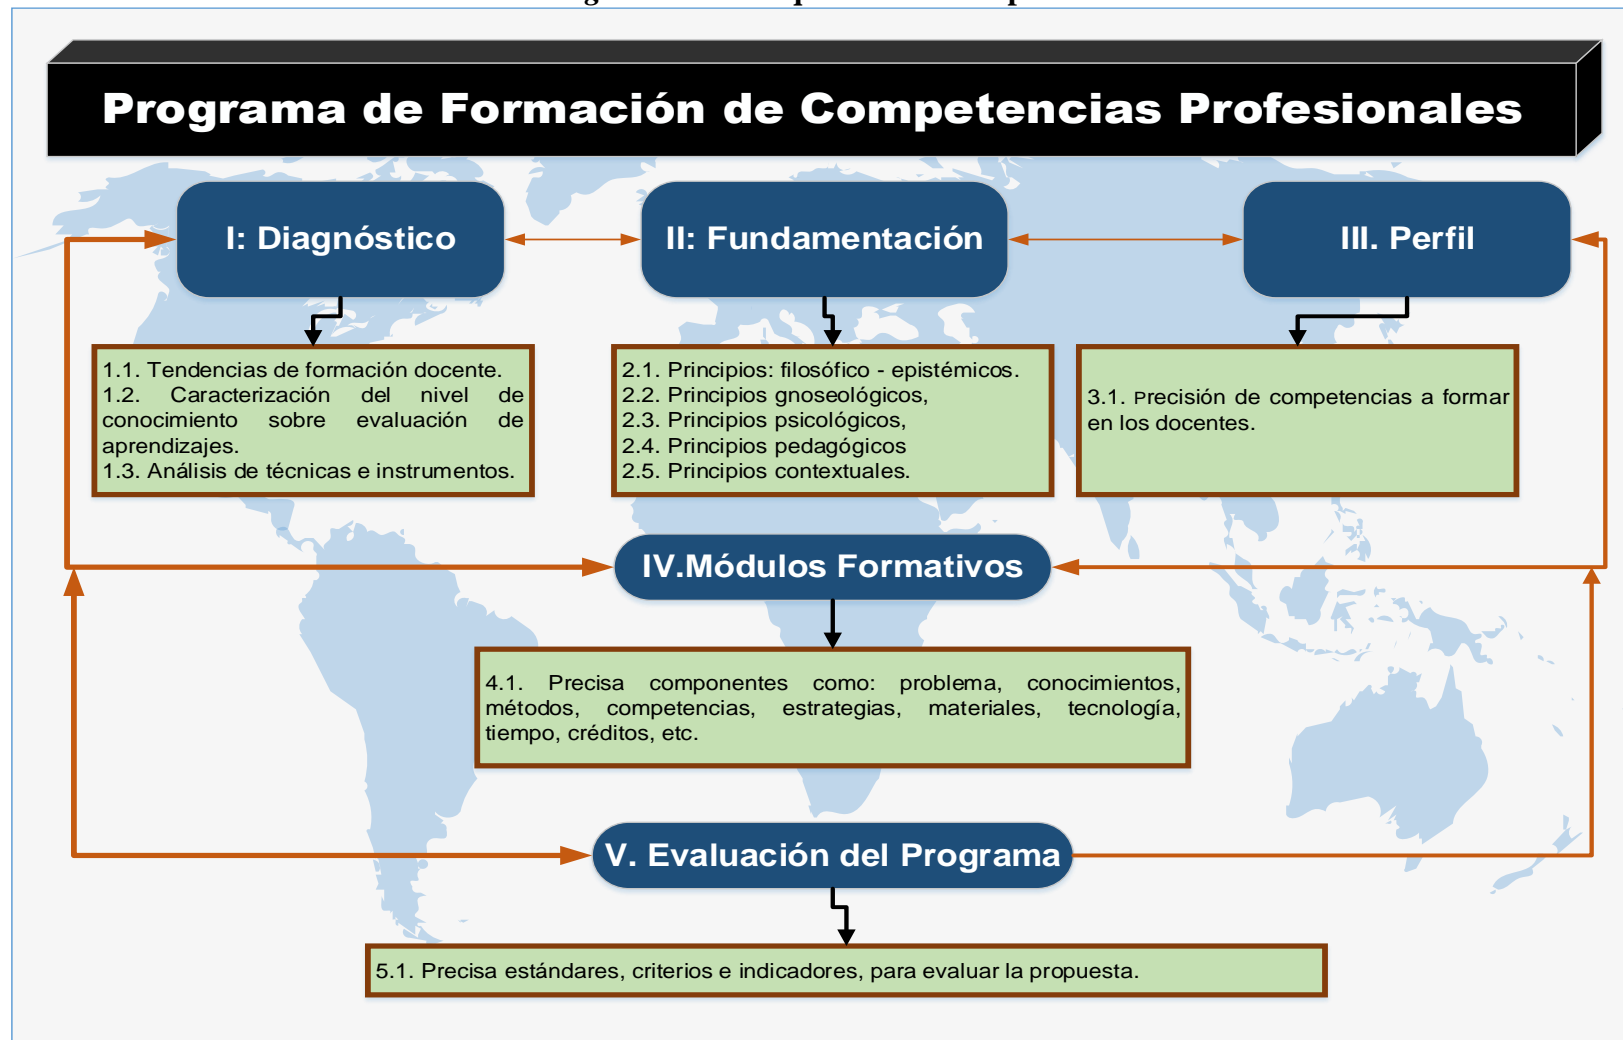 Programa de Formación de Competencias Profesionales
I: Diagnóstico
II: Fundamentación
III. Perfil
1.1. Tendencias de formación docente.
1.2. Caracterización del nivel de
conocimiento sobre evaluación de
aprendizajes.
1.3. Análisis de técnicas e instrumentos.
2.1. Principios: filosófico - epistémicos.
2.2. Principios gnoseológicos,
2.3. Principios psicológicos,
2.4. Principios pedagógicos
2.5. Principios contextuales.
3.1. Precisión de competencias a formar
en los docentes.
IV.Módulos Formativos
4.1. Precisa componentes como: problema, conocimientos,
métodos, competencias, estrategias, materiales, tecnología,
tiempo, créditos, etc.
V. Evaluación del Programa
5.1. Precisa estándares, criterios e indicadores, para evaluar la propuesta.